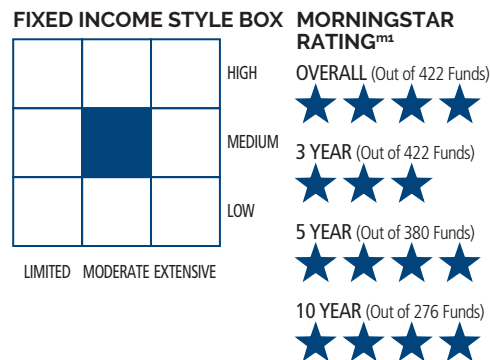 FIXED INCOME STYLE BOX
HIGH
MEDIUM
LOW
LIMITED MODERATE EXTENSIVE
MORNINGSTAR
RATINGᵐ¹
OVERALL (Out of 422 Funds)
3 YEAR (Out of 422 Funds)
5 YEAR (Out of 380 Funds)
10 YEAR (Out of 276 Funds)